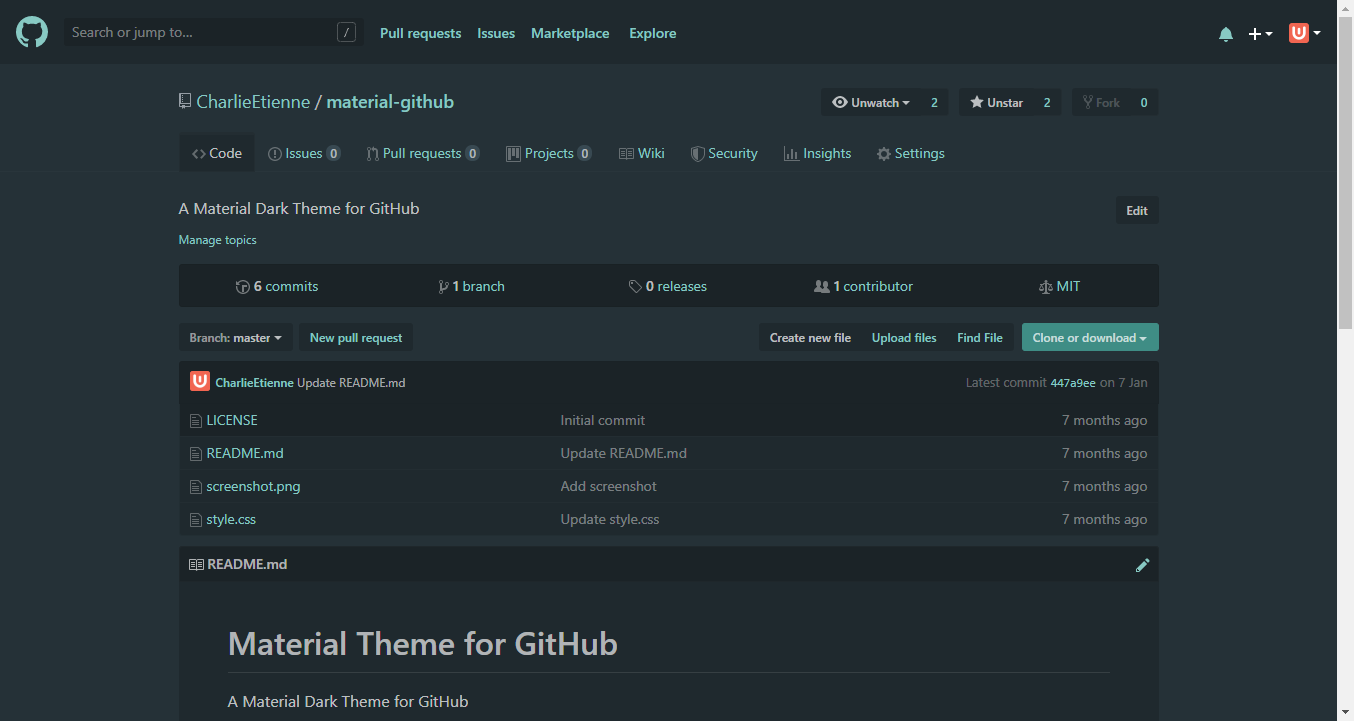 Search or jump to... / Pull requests Issues Marketplace Explore
CharlieEtienne / material-github Unwatch 2 Unstar 2 Fork 0
Code Issues 0 Pull requests 0 Projects 0 Wiki Security Insights Settings
A Material Dark Theme for GitHub Edit
Manage topics
6 commits 1 branch 0 releases 1 contributor MIT
Branch: master New pull request Create new file Upload files Find File Clone or download
CharlieEtienne Update README.md Latest commit 447a9ee on 7 Jan
LICENSE Initial commit 7 months ago
README.md Update README.md 7 months ago
screenshot.png Add screenshot 7 months ago
style.css Update style.css 7 months ago
README.md
Material Theme for GitHub
A Material Dark Theme for GitHub